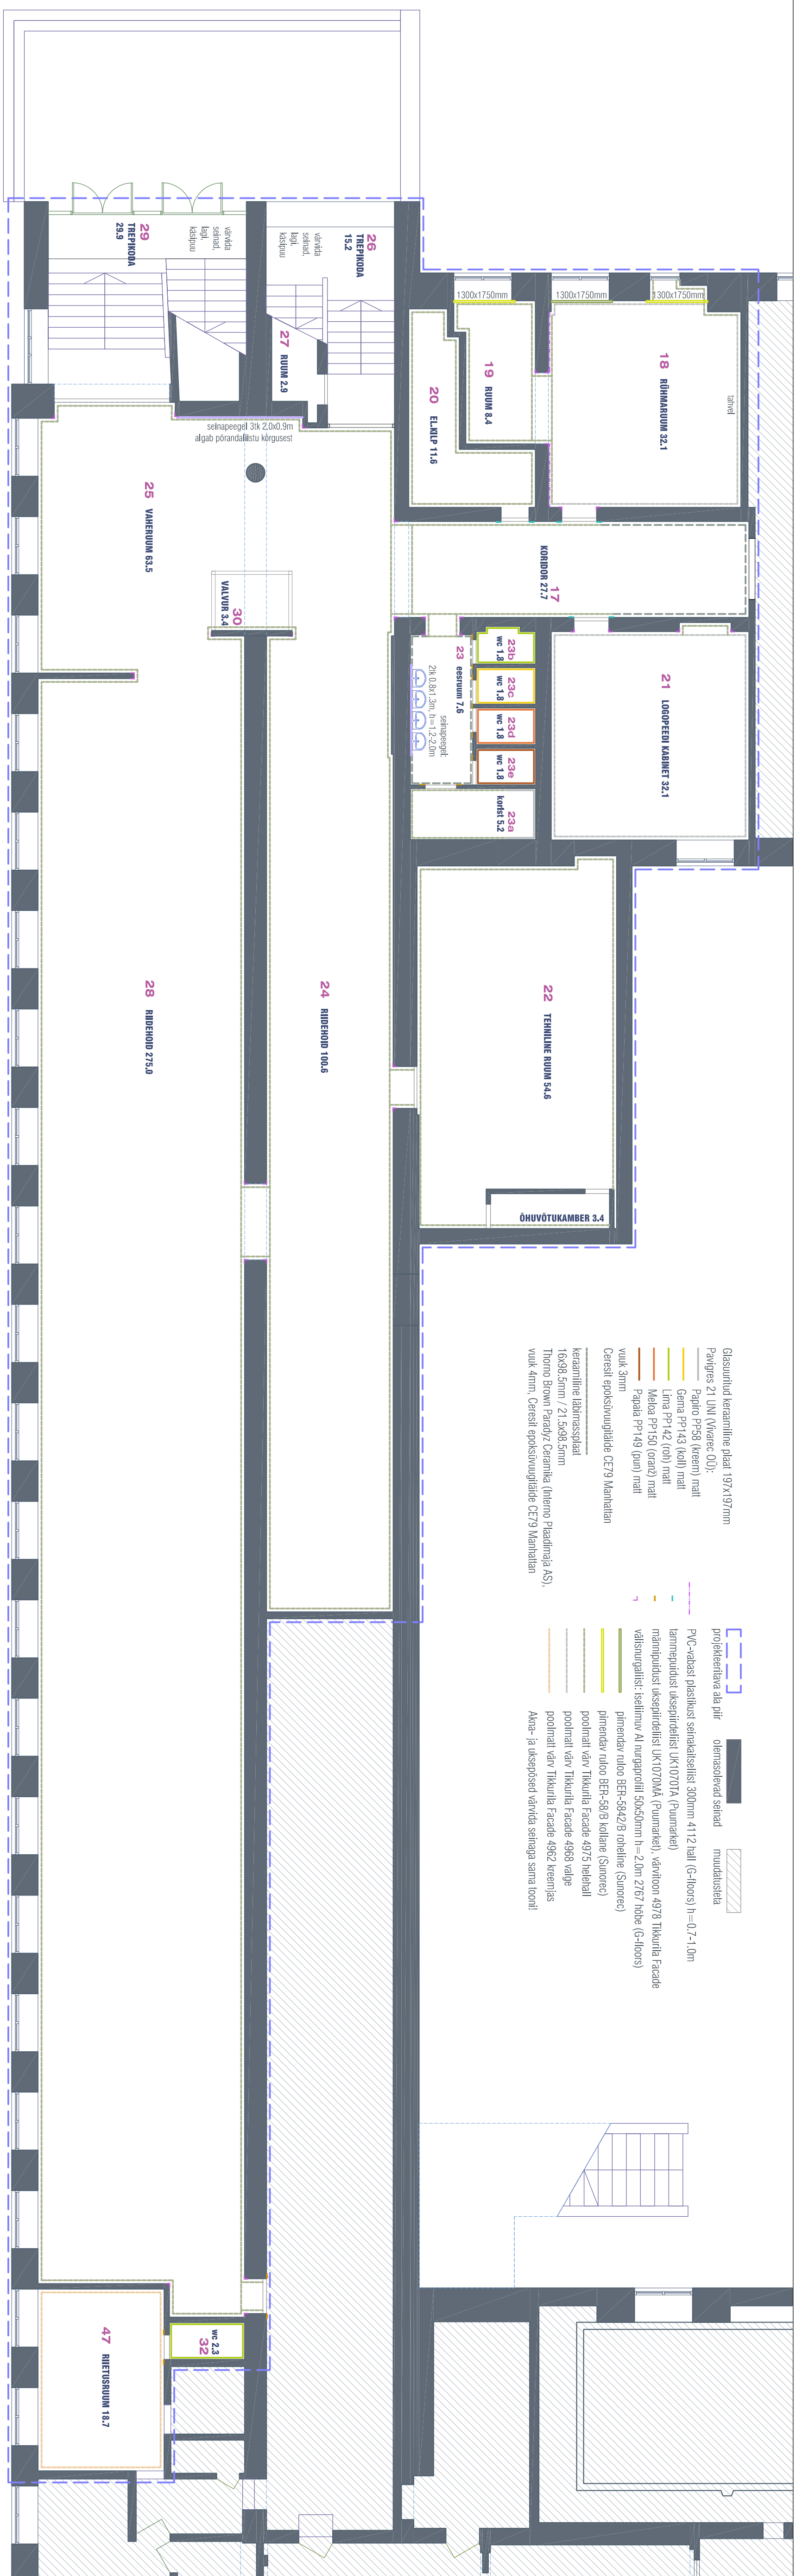 29
TREPIKODA
29.9
värvida
seinad,
lagi,
käsipuu
26
TREPIKODA
15.2
värvida
seinad,
lagi,
käsipuu
27 RUUM 2.9
seinapeegel 3tk 2.0x0.9m
algab põrandaliistu kõrgusest
20 EL.KILP 11.6
19 RUUM 8.4
1300x1750mm
1300x1750mm
1300x1750mm
18 RÜHMARUUM 32.1
tahvel
25 VAHERUUM 63.5
30
VALVUR 3.4
17
KORIDOR 27.7
23 eesruum 7.6
seinapeegel:
2tk 0.8x1.3m, h=1.2-2.0m
23b
wc 1.8
23c
wc 1.8
23d
wc 1.8
23e
wc 1.8
23a
korist 5.2
21 LOGOPEEDI KABINET 32.1
28 RIIDEHOID 275.0
24 RIIDEHOID 100.6
22 TEHNILINE RUUM 54.6
ÕHUVÕTUKAMBER 3.4
Glasuuritud keraamiline plaat 197x197mm
Pavigres 21 UNI (Vivarec OÜ):
Papiro PP58 (kreem) matt
Gema PP143 (koll) matt
Lima PP142 (roh) matt
Meloa PP150 (oranž) matt
Papaia PP149 (pun) matt
vuuk 3mm
Ceresit epoksüvuugitäide CE79 Manhattan
keraamiline läbimassplaat
16x98.5mm / 21.5x98.5mm
Thorno Brown Paradyz Ceramika (Interno Plaadimaja AS),
vuuk 4mm, Ceresit epoksüvuugitäide CE79 Manhattan
projekteeritava ala piir
olemasolevad seinad
muudatusteta
PVC-vabast plastikust seinakaitseliist 300mm 4112 hall (G-floors) h=0.7-1.0m
tammepuidust uksepiirdeliist UK1070TA (Puumarket)
männipuidust uksepiirdeliist UK1070MÄ (Puumarket), värvitoon 4978 Tikkurila Facade
välisnurgaliist: iseliimuv Al nurgaprofiil 50x50mm h=2.0m 2767 hõbe (G-floors)
pimendav ruloo BER-5842/B roheline (Sunorec)
pimendav ruloo BER-58/B kollane (Sunorec)
poolmatt värv Tikkurila Facade 4975 helehall
poolmatt värv Tikkurila Facade 4968 valge
poolmatt värv Tikkurila Facade 4962 kreemjas
Akna- ja uksepõsed värvida seinaga sama tooni!
47 RIIETUSRUUM 18.7
wc 2.3
32